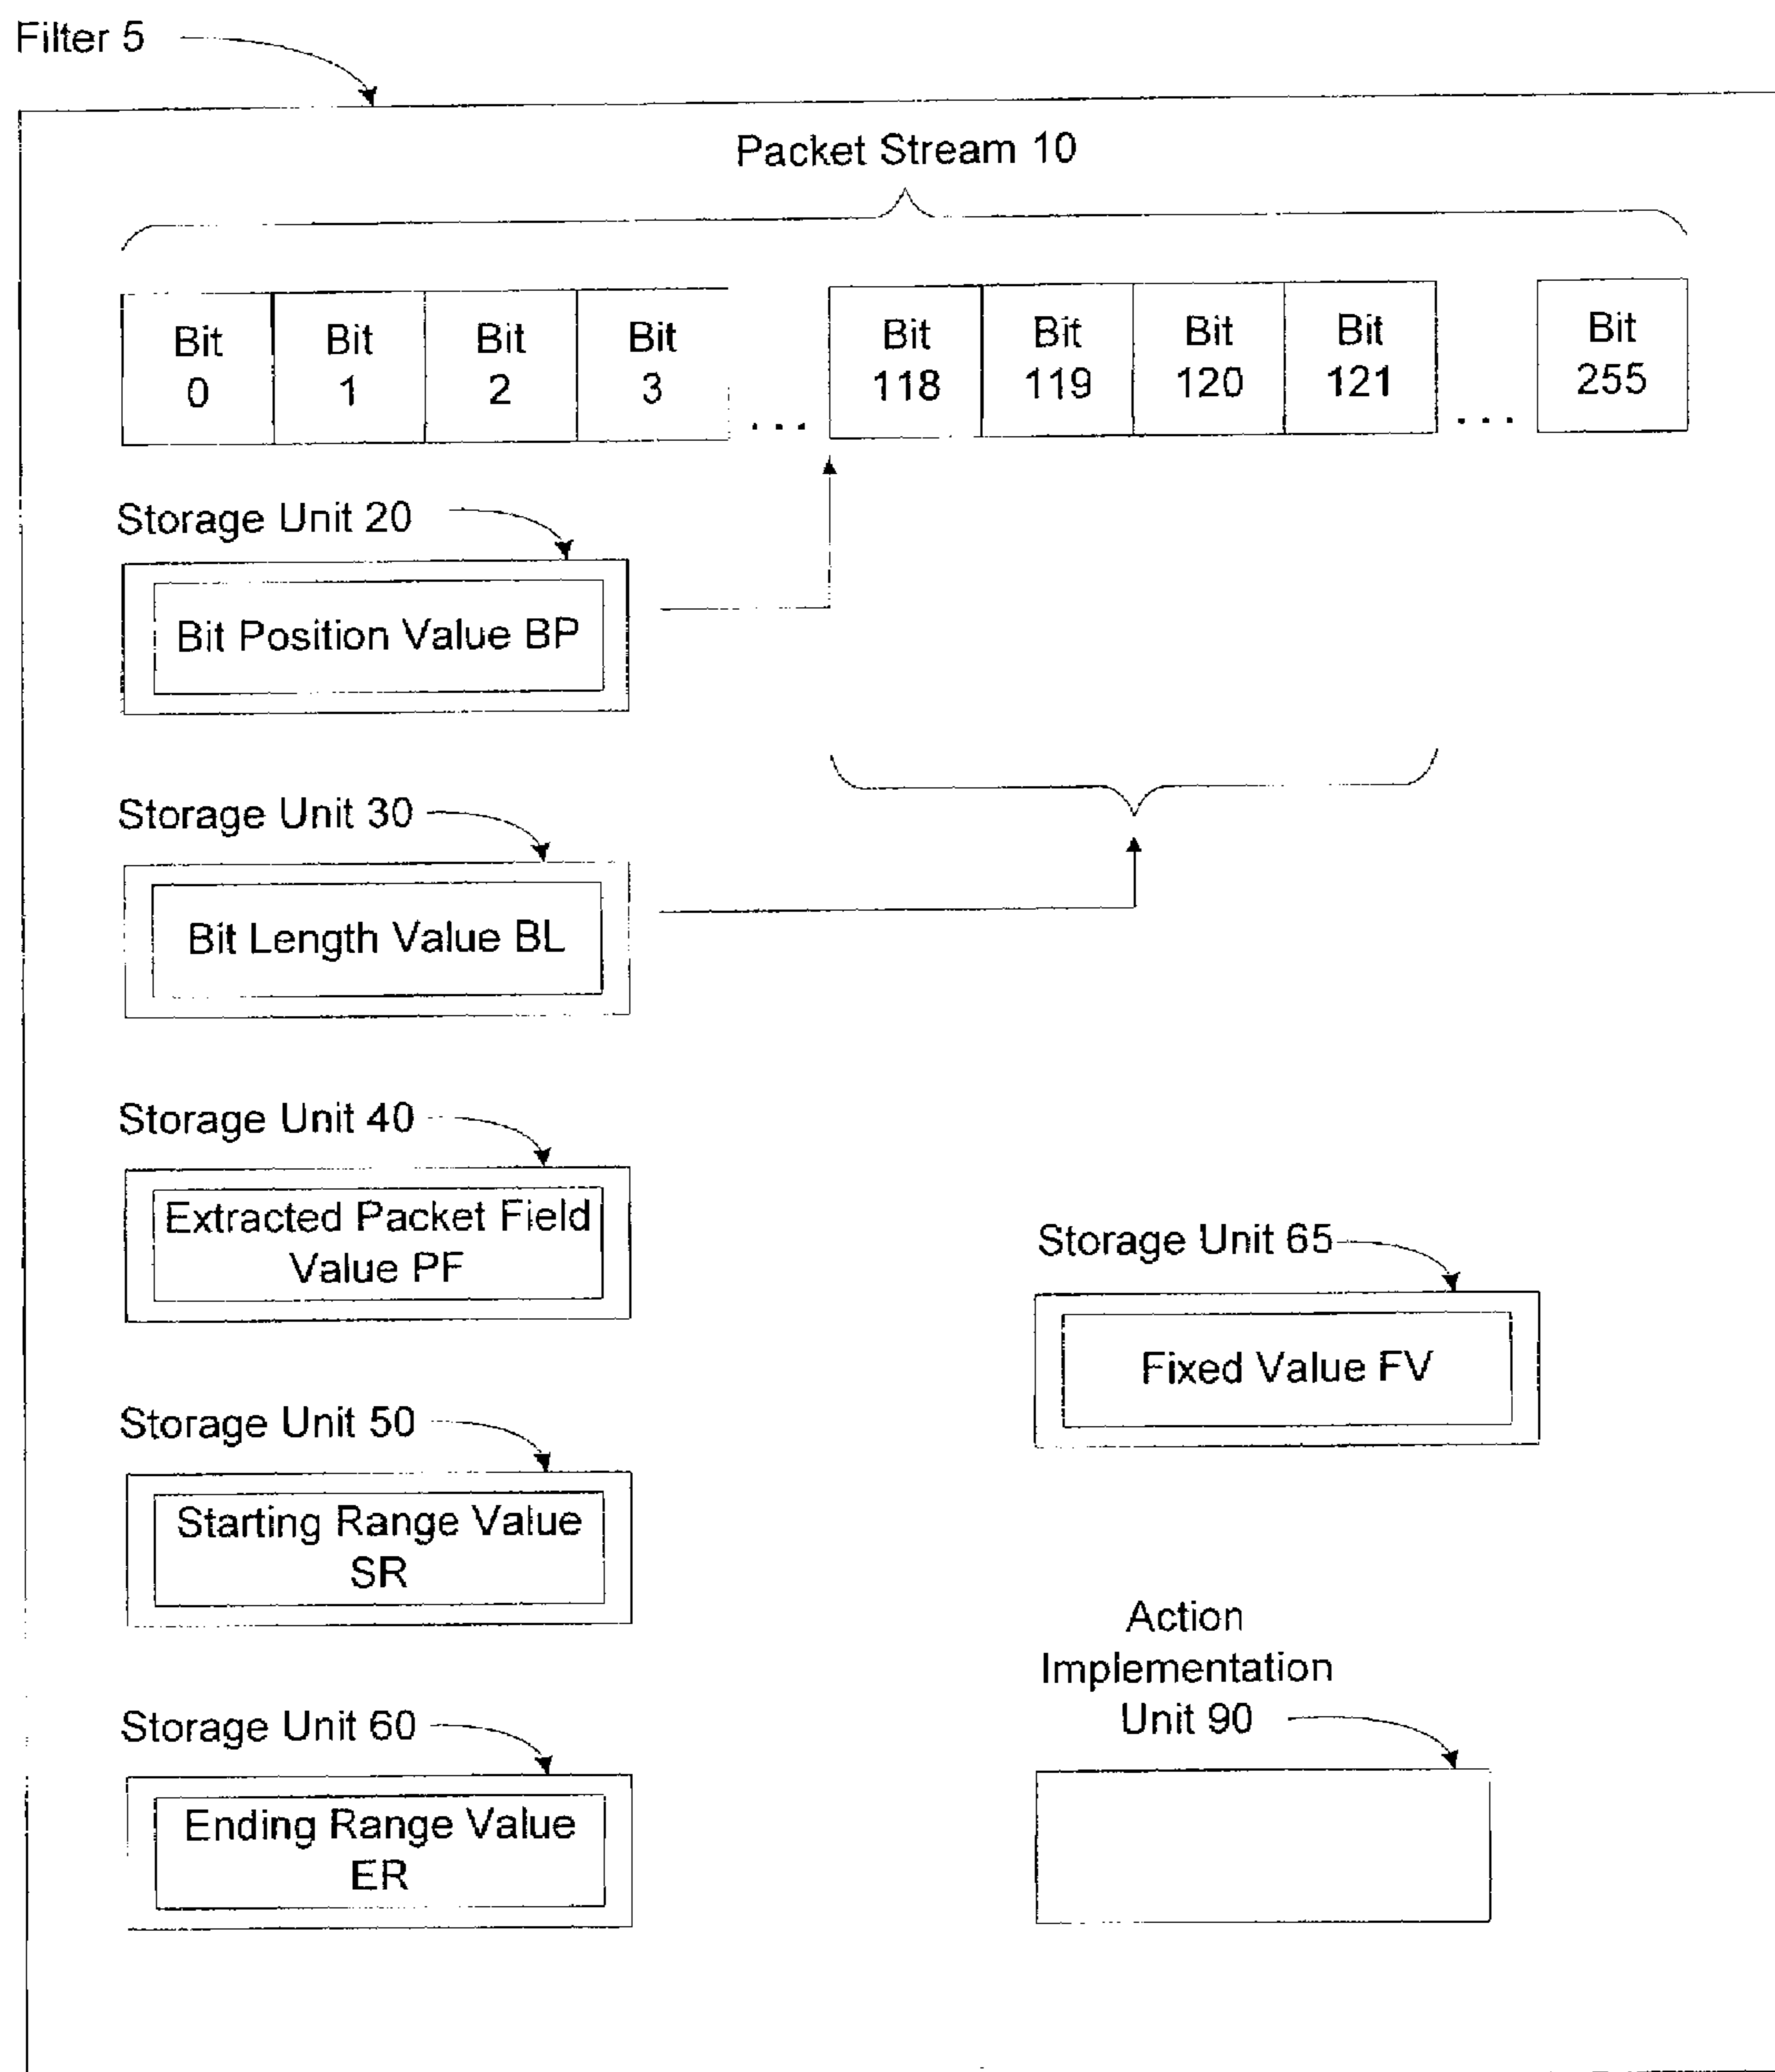 Filter 5
Packet Stream 10
Bit 0
Bit 1
Bit 2
Bit 3
...
Bit 118
Bit 119
Bit 120
Bit 121
...
Bit 255
Storage Unit 20
Bit Position Value BP
Storage Unit 30
Bit Length Value BL
Storage Unit 40
Extracted Packet Field
Value PF
Storage Unit 65
Fixed Value FV
Storage Unit 50
Starting Range Value
SR
Action
Implementation
Unit 90
Storage Unit 60
Ending Range Value
ER